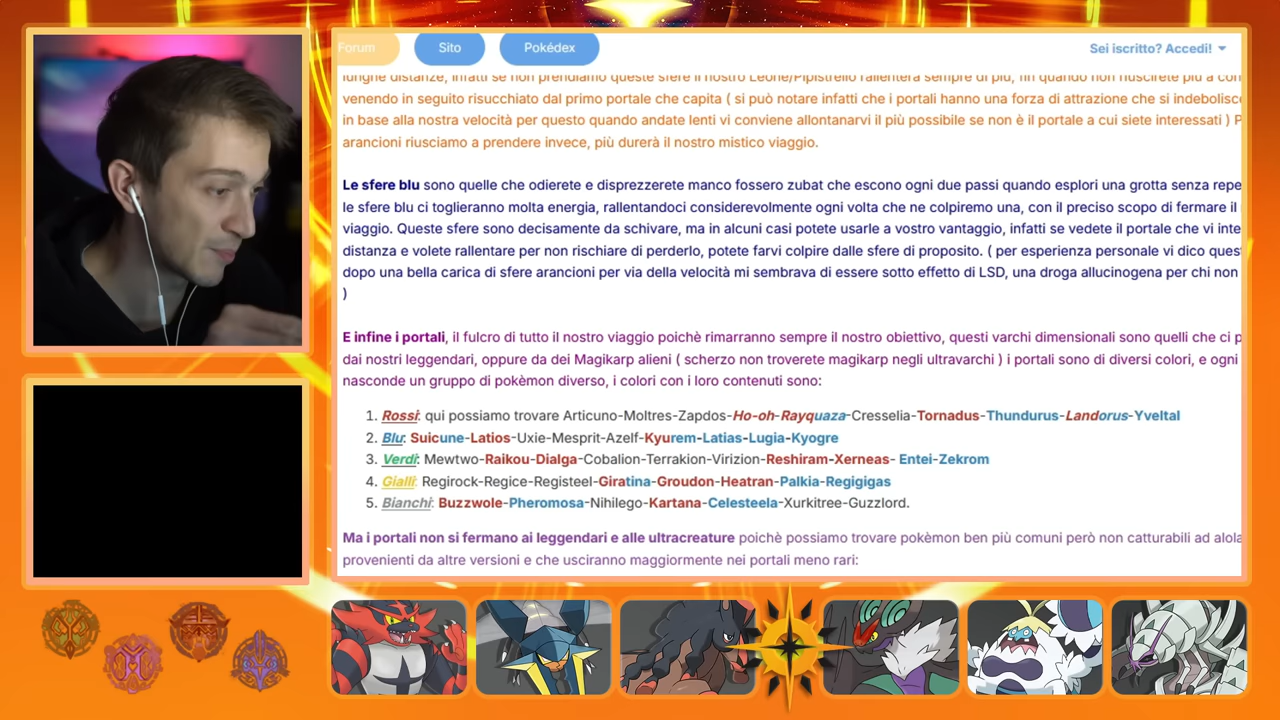 Forum
Sito
Pokédex
Sei iscritto? Accedi!
lunghe distanze, infatti se non prendiamo queste sfere il nostro Leone/Pipistrello rallenterà sempre di più, fin quando non riuscirete più a con
venendo in seguito risucchiato dal primo portale che capita ( si può notare infatti che i portali hanno una forza di attrazione che si indebolisc
in base alla nostra velocità per questo quando andate lenti vi conviene allontanarvi il più possibile se non è il portale a cui siete interessati ) P
arancioni riusciamo a prendere invece, più durerà il nostro mistico viaggio.
Le sfere blu sono quelle che odierete e disprezzerete manco fossero zubat che escono ogni due passi quando esplori una grotta senza repe
le sfere blu ci toglieranno molta energia, rallentandoci considerevolmente ogni volta che ne colpiremo una, con il preciso scopo di fermare il
viaggio. Queste sfere sono decisamente da schivare, ma in alcuni casi potete usarle a vostro vantaggio, infatti se vedete il portale che vi inte
distanza e volete rallentare per non rischiare di perderlo, potete farvi colpire dalle sfere di proposito. ( per esperienza personale vi dico quest
dopo una bella carica di sfere arancioni per via della velocità mi sembrava di essere sotto effetto di LSD, una droga allucinogena per chi non
)
E infine i portali, il fulcro di tutto il nostro viaggio poichè rimarranno sempre il nostro obiettivo, questi varchi dimensionali sono quelli che ci p
dai nostri leggendari, oppure da dei Magikarp alieni ( scherzo non troverete magikarp negli ultravarchi ) i portali sono di diversi colori, e ogni
nasconde un gruppo di pokèmon diverso, i colori con i loro contenuti sono:
1. Rossi: qui possiamo trovare Articuno-Moltres-Zapdos-Ho-oh-Rayquaza-Cresselia-Tornadus-Thundurus-Landorus-Yveltal
2. Blu: Suicune-Latios-Uxie-Mesprit-Azelf-Kyurem-Latias-Lugia-Kyogre
3. Verdi: Mewtwo-Raikou-Dialga-Cobalion-Terrakion-Virizion-Reshiram-Xerneas- Entei-Zekrom
4. Gialli: Regirock-Regice-Registeel-Giratina-Groudon-Heatran-Palkia-Regigigas
5. Bianchi: Buzzwole-Pheromosa-Nihilego-Kartana-Celesteela-Xurkitree-Guzzlord.
Ma i portali non si fermano ai leggendari e alle ultracreature poichè possiamo trovare pokèmon ben più comuni però non catturabili ad alola
provenienti da altre versioni e che usciranno maggiormente nei portali meno rari: